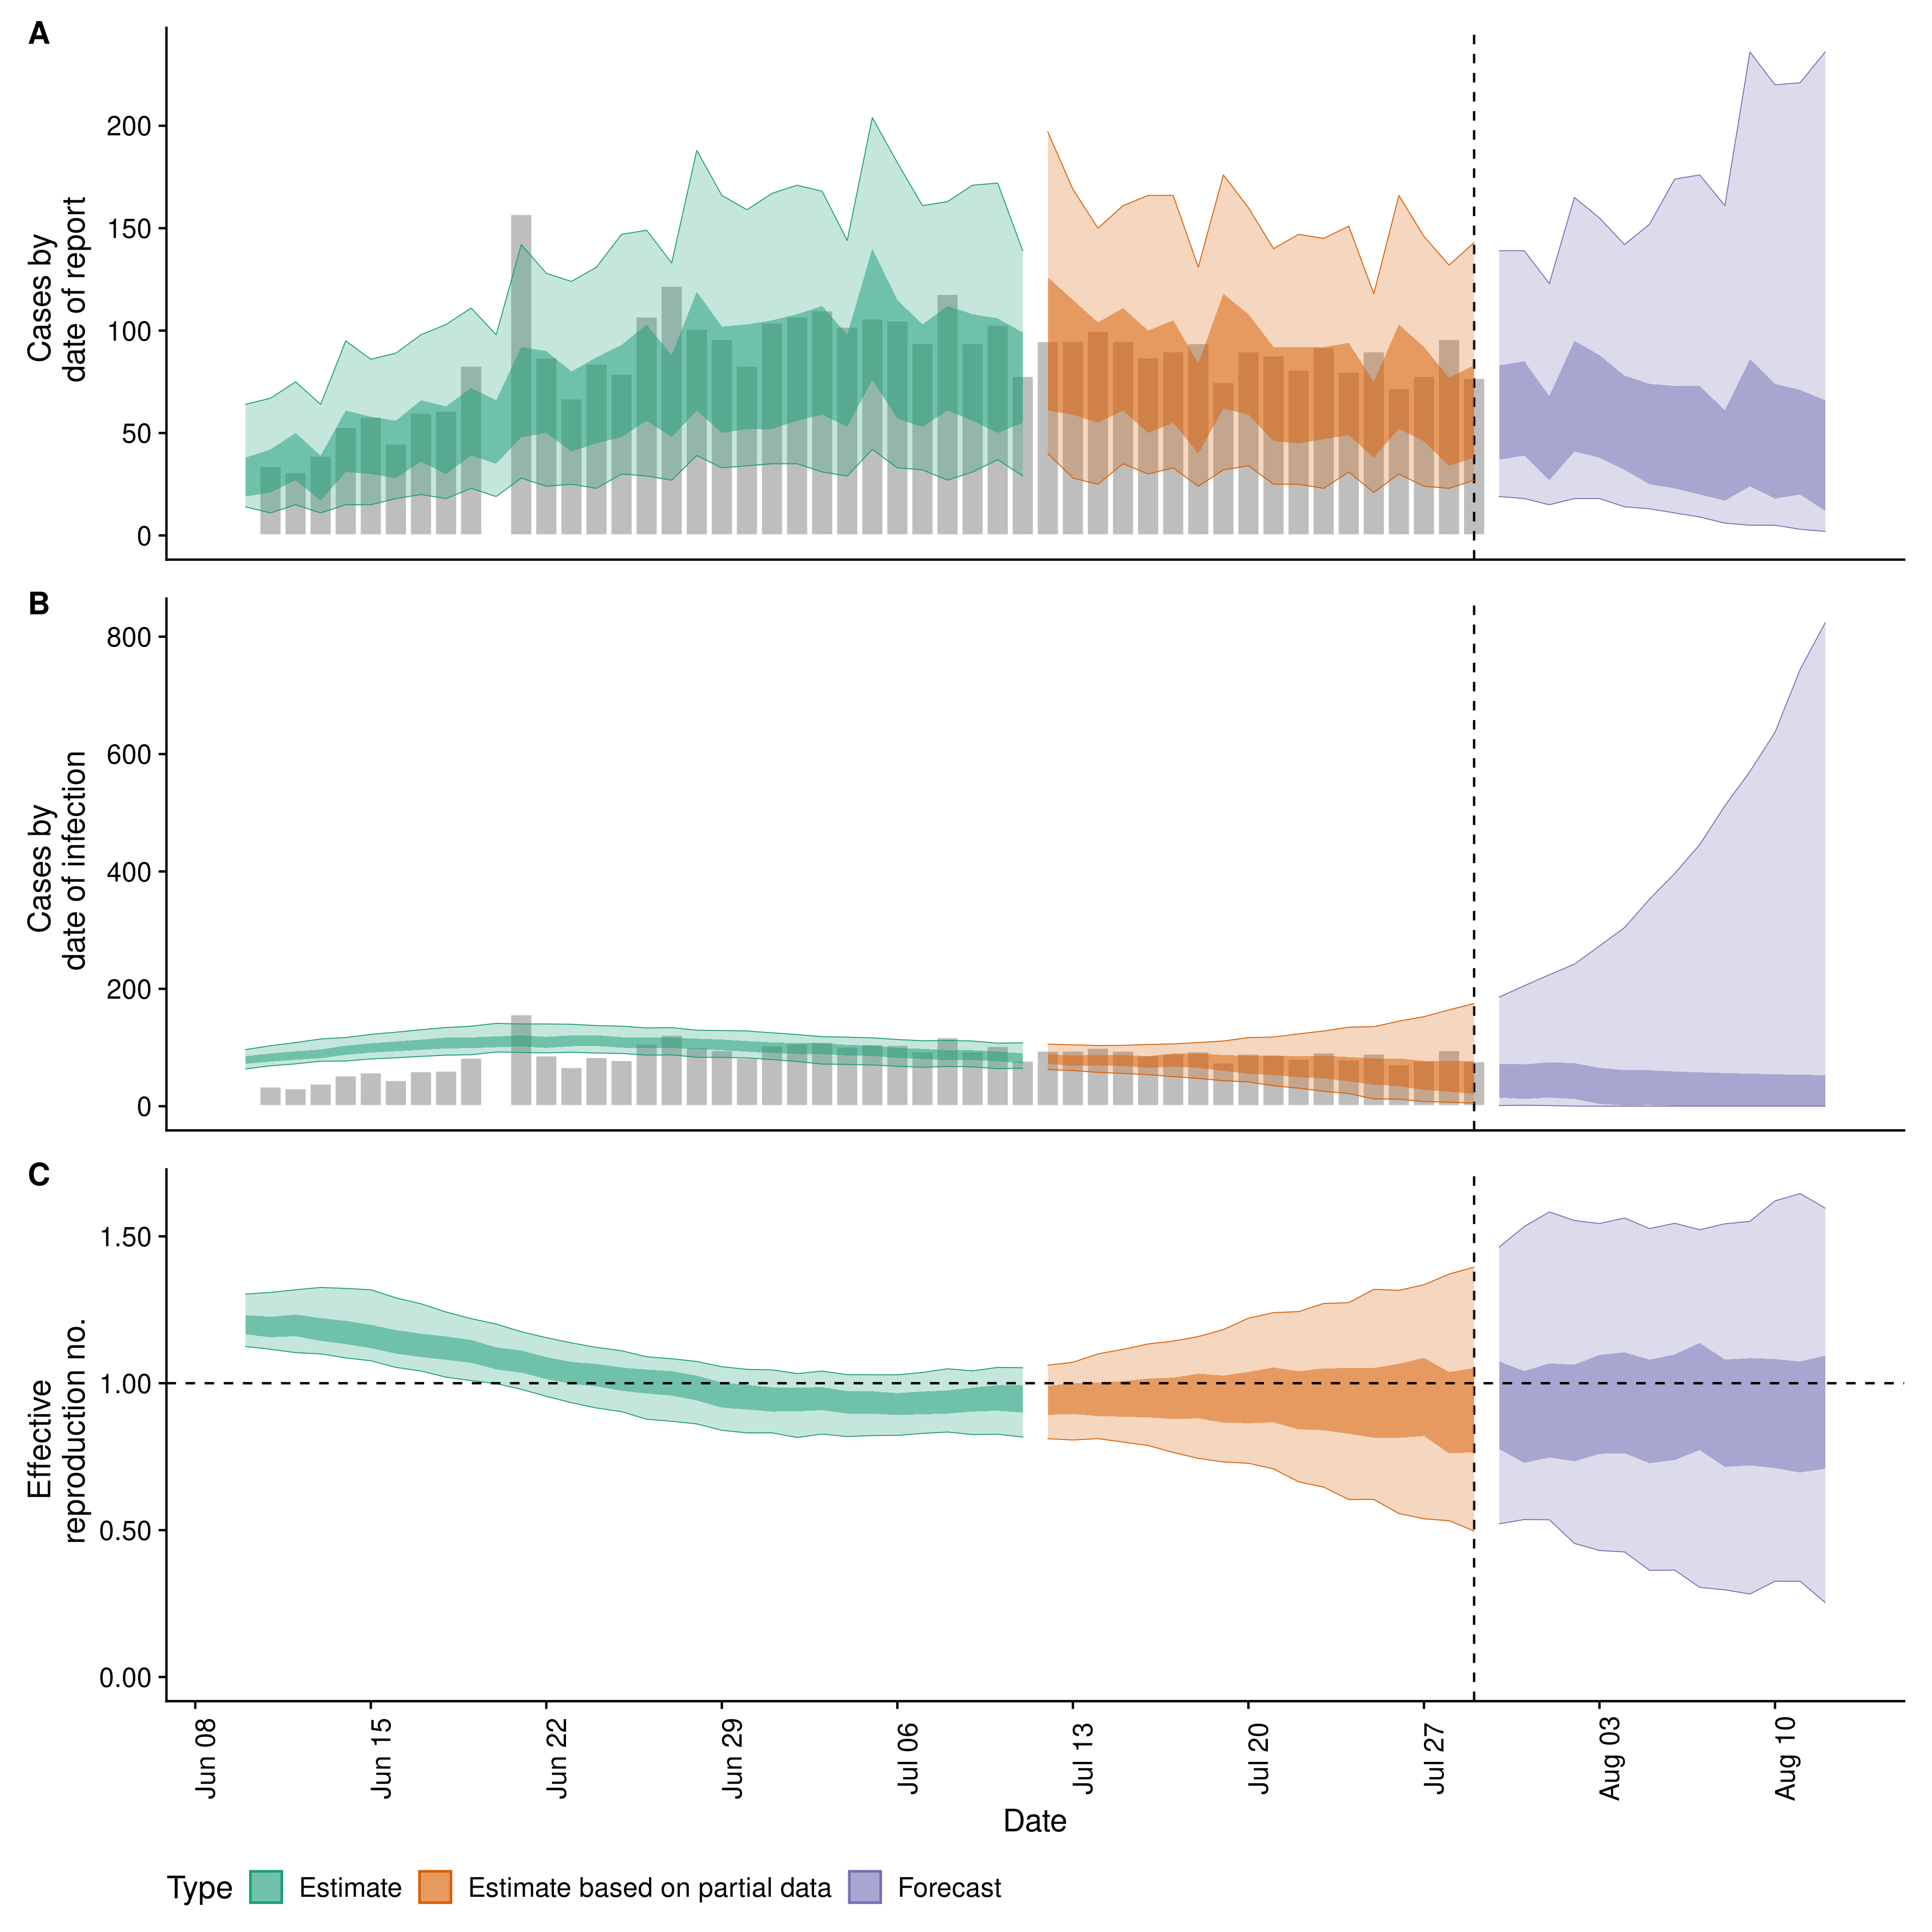 A
Cases by
date of report
200
150
100
50
0
B
Cases by
date of infection
800
600
400
200
0
C
Effective
reproduction no.
1.50
1.00
0.50
0.00
Jun 08
Jun 15
Jun 22
Jun 29
Jul 06
Jul 13
Jul 20
Jul 27
Aug 03
Aug 10
Date
Type Estimate Estimate based on partial data Forecast